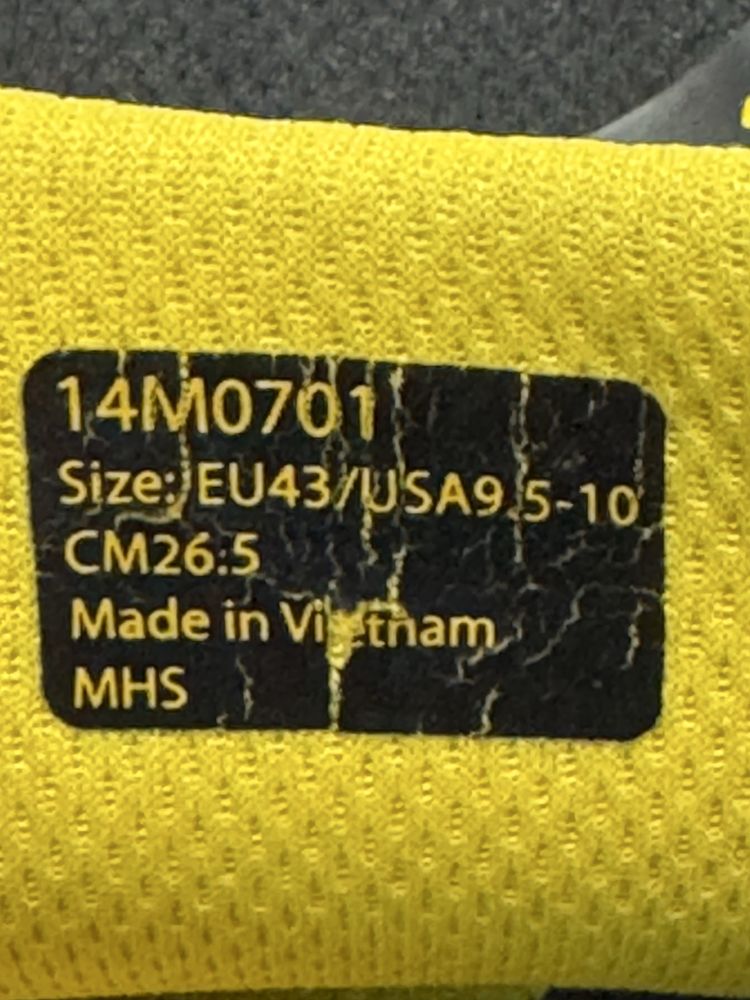 14M0701
Size: EU43/USA9.5-10
CM26:5
Made in Vietnam
MHS